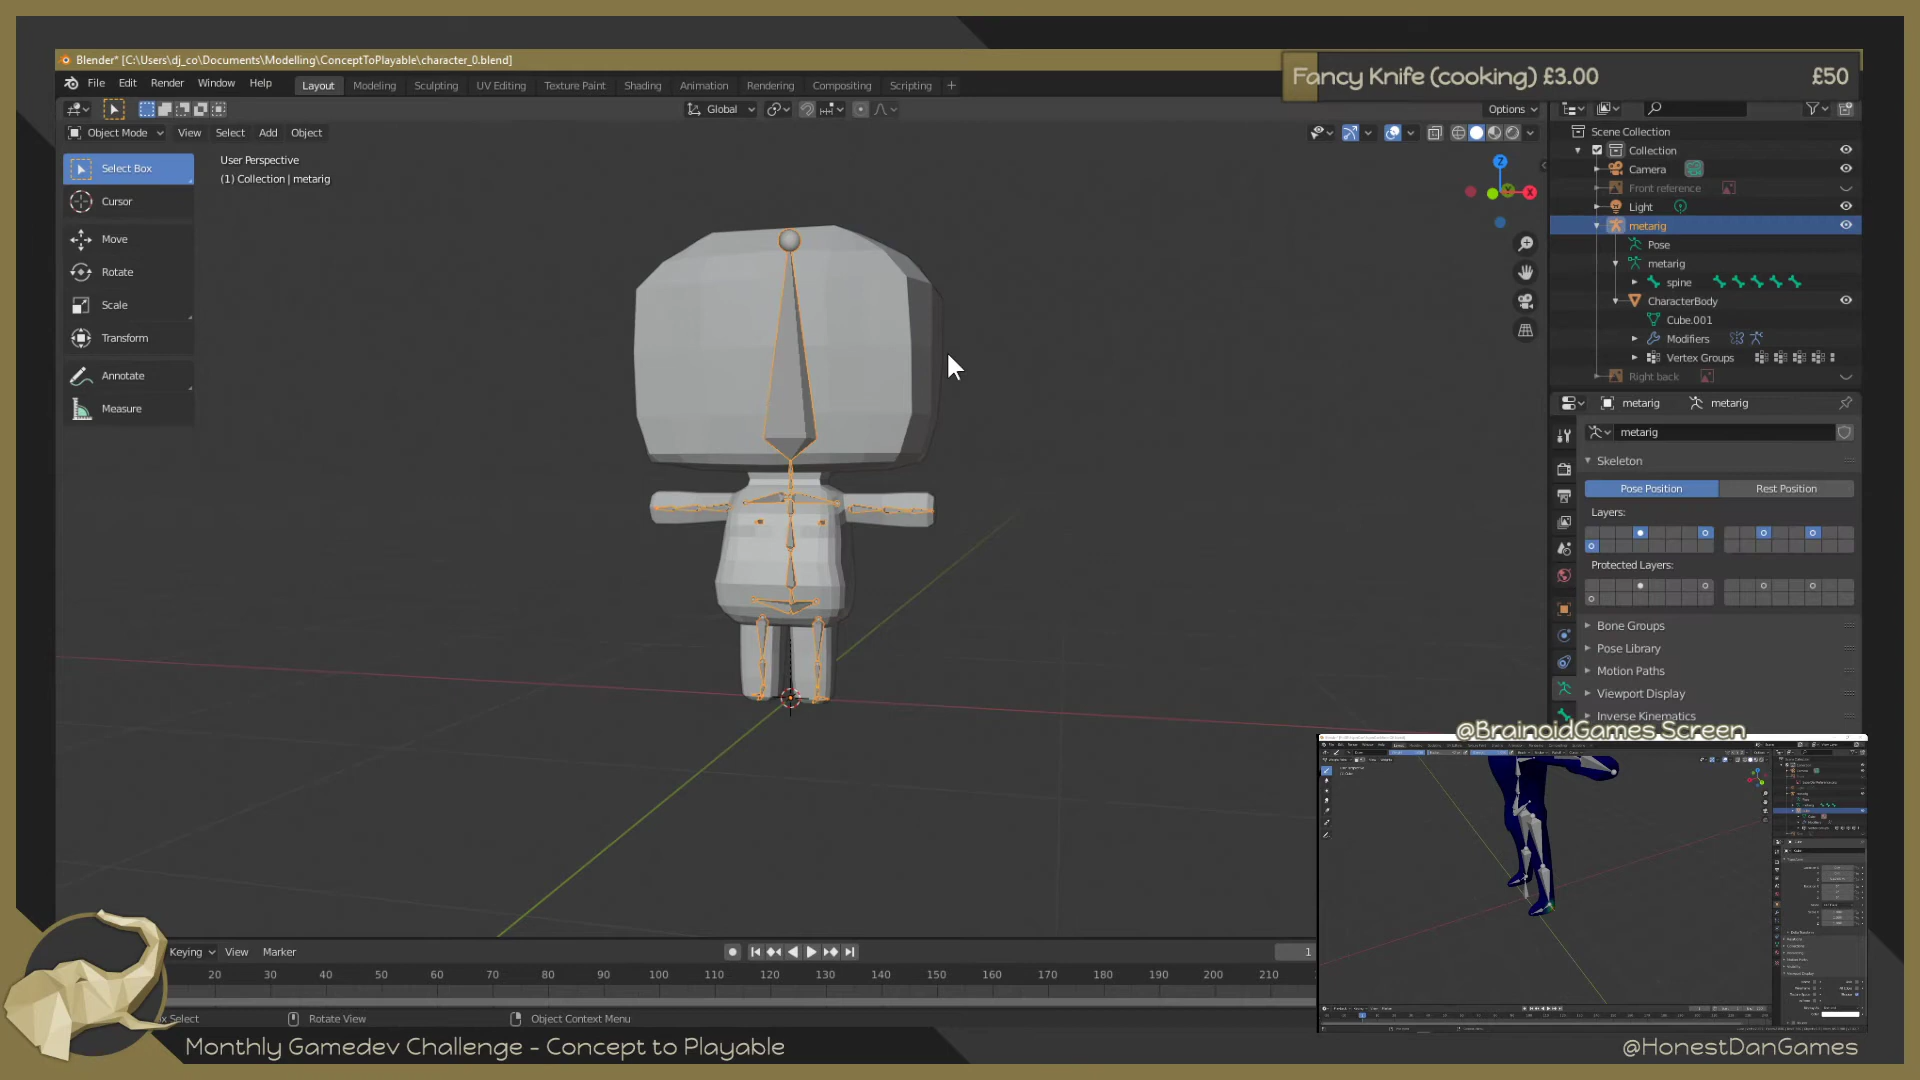 Blender* [C:\Users\dj_co\Documents\Modelling\ConceptToPlayable\character_0.blend]
Fancy Knife (cooking) £3.00 £50
File Edit Render Window Help Layout Modeling Sculpting UV Editing Texture Paint Shading Animation Rendering Compositing Scripting +
Global Options
Object Mode View Select Add Object
Select Box
Cursor
Move
Rotate
Scale
Transform
Annotate
Measure
User Perspective
(1) Collection | metarig
Z
X
Scene Collection
Collection
Camera
Front reference
Light
metarig
Pose
metarig
spine
CharacterBody
Cube.001
Modifiers
Vertex Groups
Right back
metarig metarig
metarig
Skeleton
Pose Position Rest Position
Layers:
Protected Layers:
Bone Groups
Pose Library
Motion Paths
Viewport Display
Inverse Kinematics
@BrainoidGames Screen
Keying View Marker 1
20 30 40 50 60 70 80 90 100 110 120 130 140 150 160 170 180 190 200 210
Select Rotate View Object Context Menu
Monthly Gamedev Challenge - Concept to Playable
@HonestDanGames